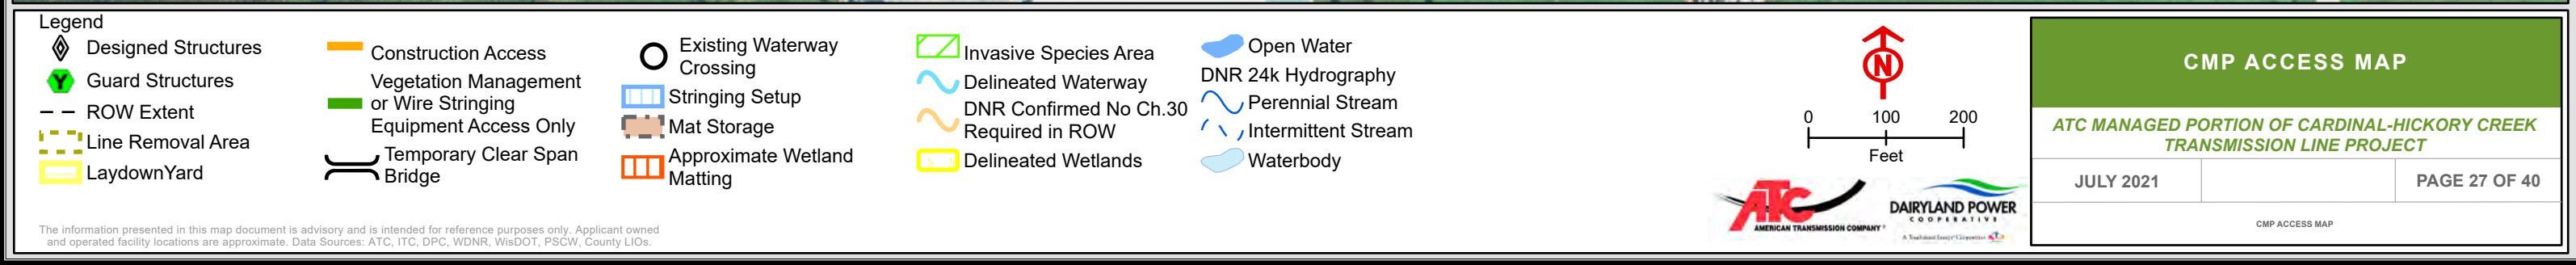 Legend
Designed Structures
Y
Guard Structures
ROW Extent
Line Removal Area
LaydownYard
Construction Access
Vegetation Management
or Wire Stringing
Equipment Access Only
Temporary Clear Span
Bridge
Existing Waterway
Crossing
Stringing Setup
Mat Storage
Approximate Wetland
Matting
Invasive Species Area
Delineated Waterway
DNR Confirmed No Ch.30
Required in ROW
Delineated Wetlands
Open Water
DNR 24k Hydrography
Perennial Stream
Intermittent Stream
Waterbody
The information presented in this map document is advisory and is intended for reference purposes only. Applicant owned
and operated facility locations are approximate. Data Sources: ATC, ITC, DPC, WDNR, WisDOT, PSCW, County LIOs.
N
0 100 200
Feet
ATC
AMERICAN TRANSMISSION COMPANY
DAIRYLAND POWER
COOPERATIVE
A Touchstone Energy Cooperative
CMP ACCESS MAP
ATC MANAGED PORTION OF CARDINAL-HICKORY CREEK
TRANSMISSION LINE PROJECT
JULY 2021
PAGE 27 OF 40
CMP ACCESS MAP